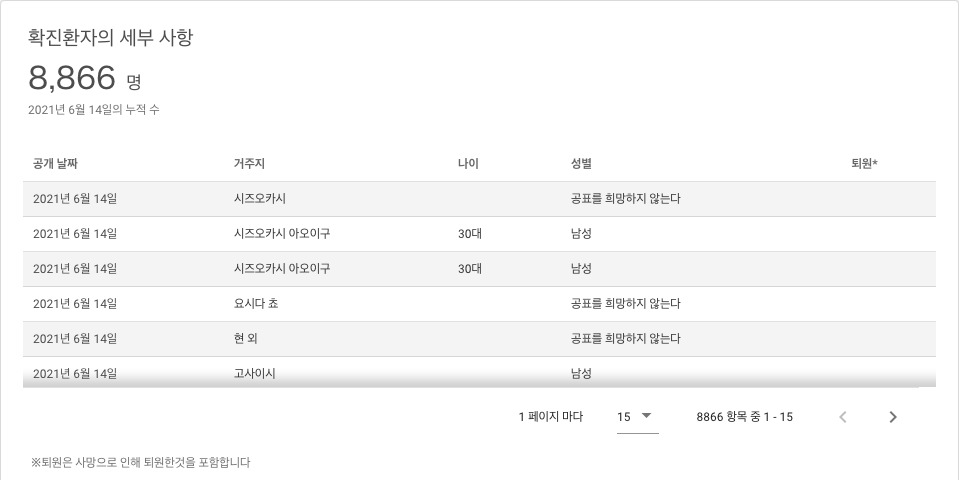 확진환자의 세부 사항
8,866 명
2021년 6월 14일의 누적 수
공개 날짜 거주지 나이 성별 퇴원*
2021년 6월 14일 시즈오카시 공표를 희망하지 않는다
2021년 6월 14일 시즈오카시 아오이구 30대 남성
2021년 6월 14일 시즈오카시 아오이구 30대 남성
2021년 6월 14일 요시다 쵸 공표를 희망하지 않는다
2021년 6월 14일 현 외 공표를 희망하지 않는다
2021년 6월 14일 고사이시 남성
1 페이지 마다 15 8866 항목 중 1 - 15
※퇴원은 사망으로 인해 퇴원한것을 포함합니다